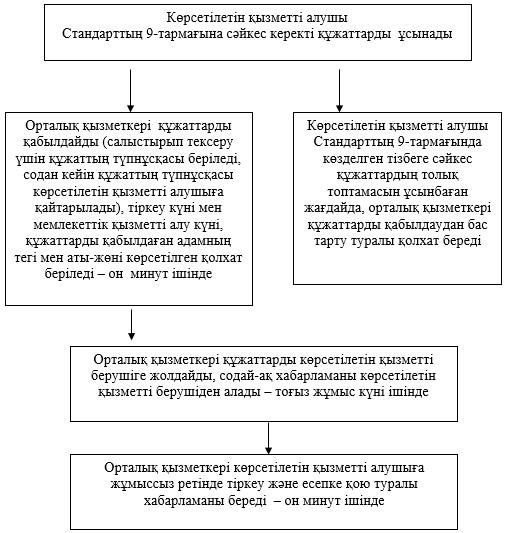 Көрсетілетін қызметті алушы
Стандарттың 9-тармағына сәйкес керекті құжаттарды ұсынады
Орталық қызметкері құжаттарды
қабылдайды (салыстырып тексеру
үшін құжаттың түпнұсқасы беріледі,
содан кейін құжаттың түпнұсқасы
көрсетілетін қызметті алушыға
қайтарылады), тіркеу күні мен
мемлекеттік қызметті алу күні,
құжаттарды қабылдаған адамның
тегі мен аты-жөні көрсетілген қолхат
беріледі – он минут ішінде
Көрсетілетін қызметті алушы
Стандарттың 9-тармағында
көзделген тізбеге сәйкес
құжаттардың толық
топтамасын ұсынбаған
жағдайда, орталық қызметкері
құжаттарды қабылдаудан бас
тарту туралы қолхат береді
Орталық қызметкері құжаттарды көрсетілетін қызметті
берушіге жолдайды, содай-ақ хабарламаны көрсетілетін
қызметті берушіден алады – тоғыз жұмыс күні ішінде
Орталық қызметкері көрсетілетін қызметті алушыға
жұмыссыз ретінде тіркеу және есепке қою туралы
хабарламаны береді – он минут ішінде